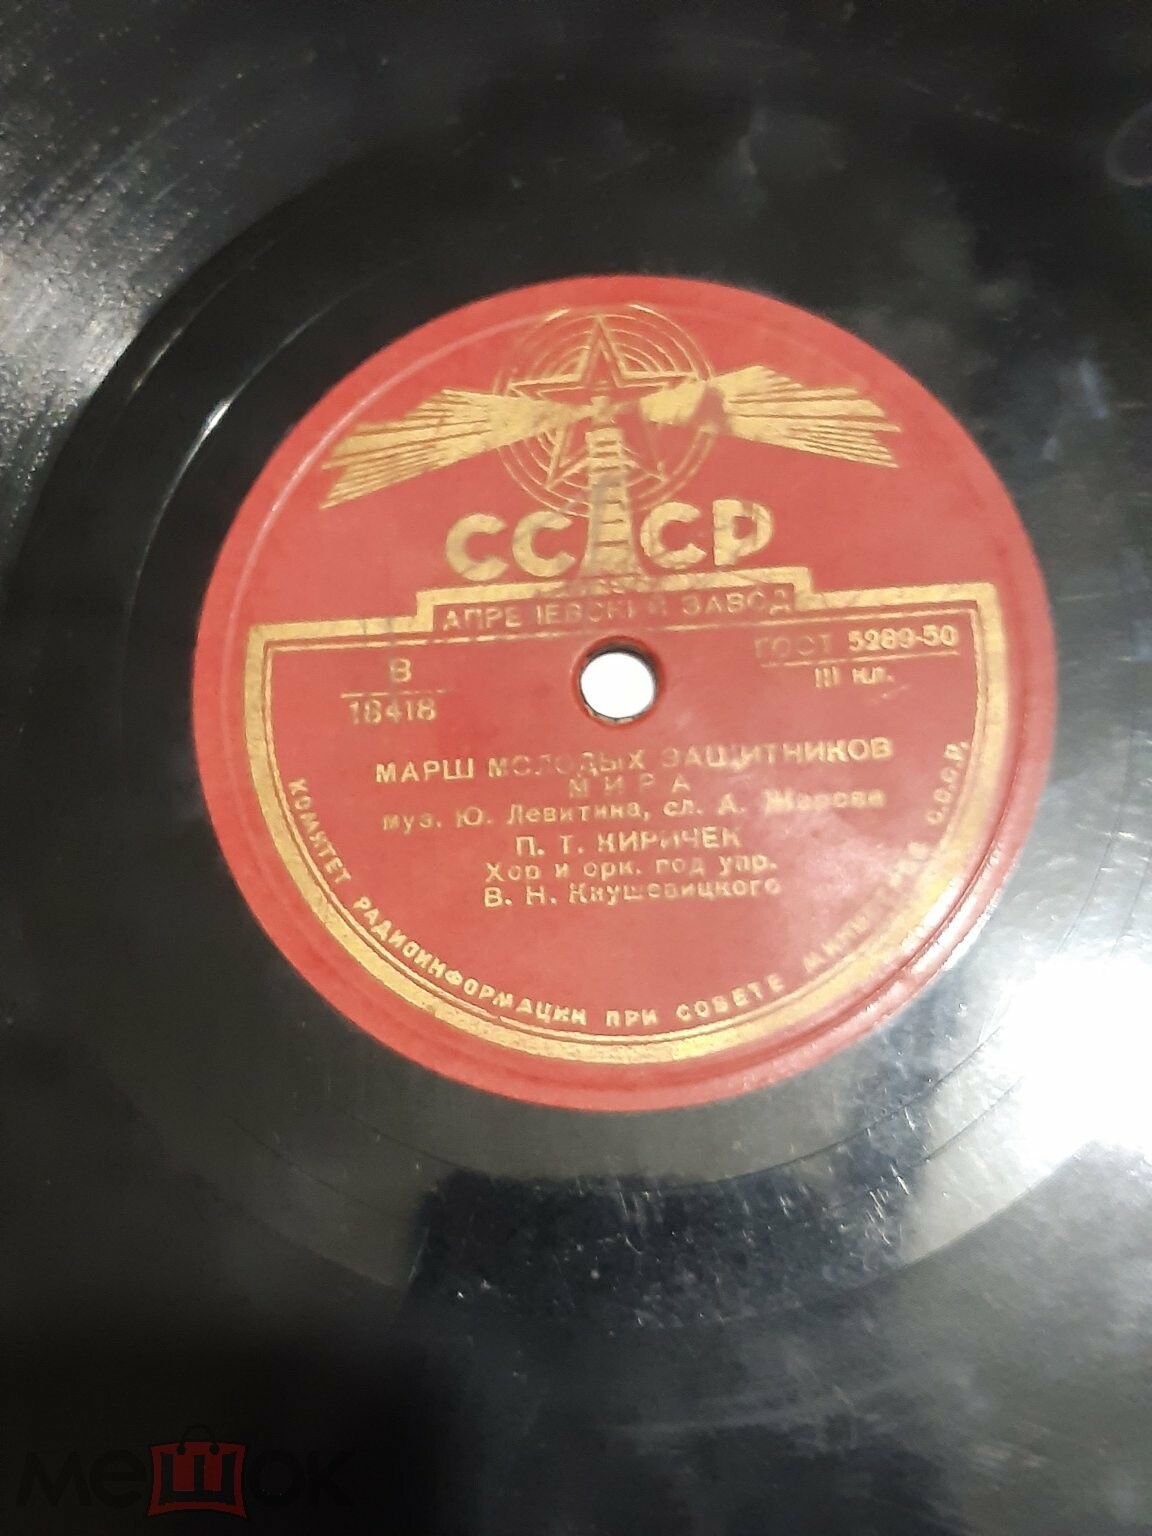 СССР
АПРЕЛЕВСКИЙ ЗАВОД
В
18418
ГОСТ 5289-50
III кл.
МАРШ МОЛОДЫХ ЗАЩИТНИКОВ
МИРА
муз. Ю. Левитина, сл. А. Жарова
П. Т. КИРИЧЕК
Хор и орк. под упр.
В. Н. Кнушевицкого
КОМИТЕТ РАДИОИНФОРМАЦИИ ПРИ СОВЕТЕ МИНИСТРОВ С.С.С.Р.
мешок